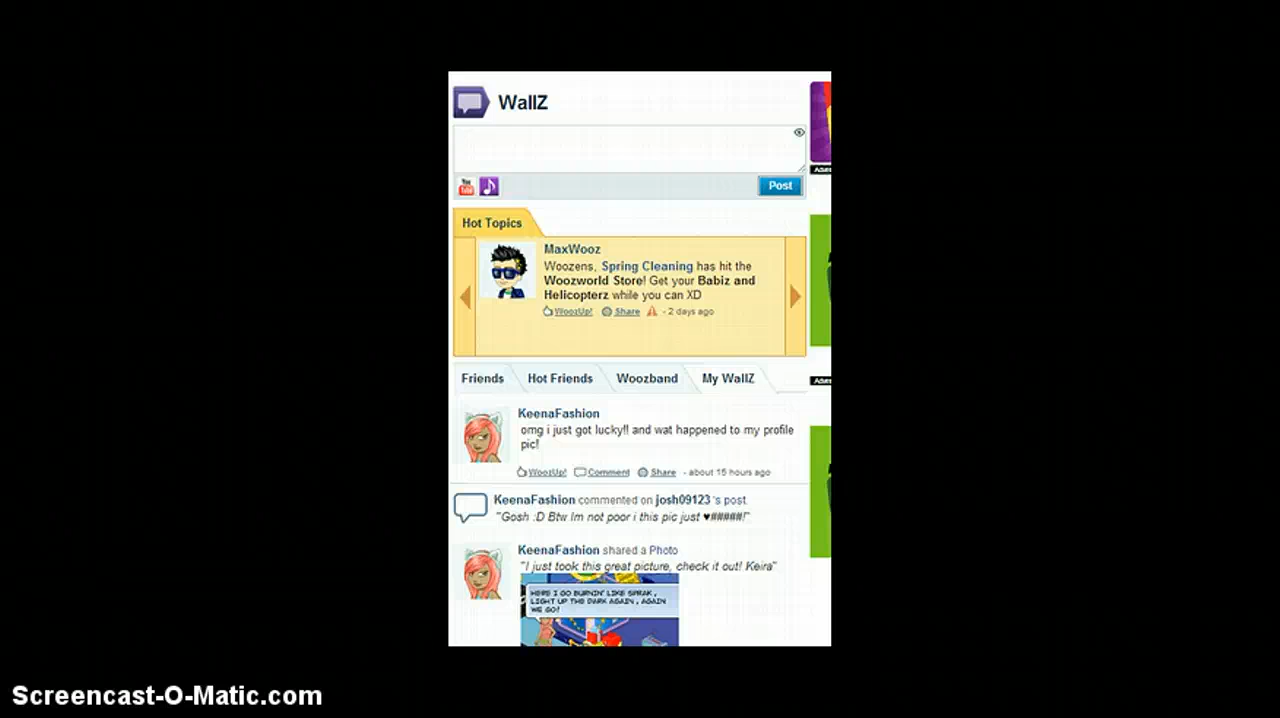 WallZ
You
Post
Hot Topics
MaxWooz
Woozens, Spring Cleaning has hit the
Woozworld Store! Get your Babiz and
Helicopterz while you can XD
WoozUp! Share - 2 days ago
Friends Hot Friends Woozband My WallZ
KeenaFashion
omg i just got lucky!! and wat happened to my profile
pic!
WoozUp! Comment Share - about 15 hours ago
KeenaFashion commented on josh09123 's post.
"Gosh :D Btw Im not poor i this pic just ♥#####!"
KeenaFashion shared a Photo
"I just took this great picture, check it out! Keira"
HERE I GO BURNIN' LIKE SPRAK,
LIGHT UP THE DARK AGAIN, AGAIN
WE GO!
Screencast-O-Matic.com